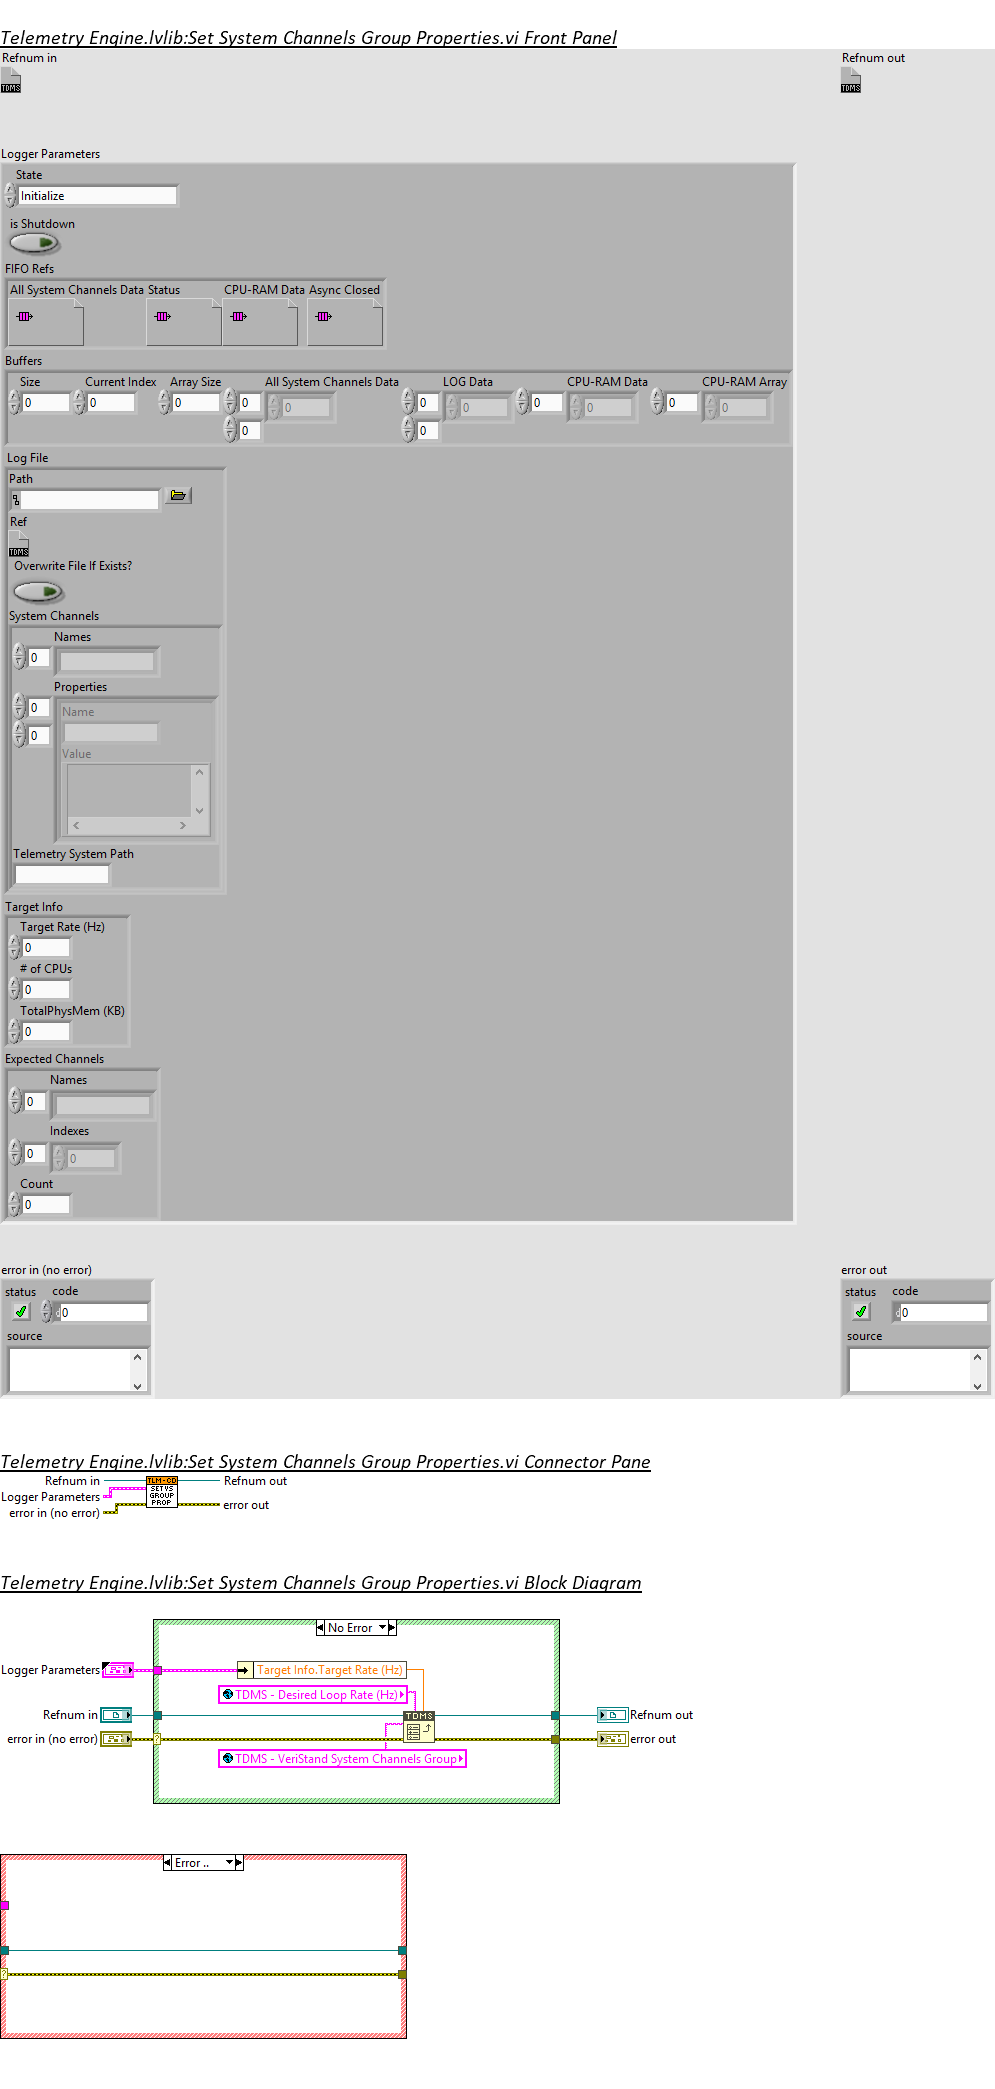 Telemetry Engine.lvlib:Set System Channels Group Properties.vi Front Panel
Refnum in Refnum out
TDMS TDMS
Logger Parameters
State
Initialize
is Shutdown
FIFO Refs
All System Channels Data Status CPU-RAM Data Async Closed
Buffers
Size Current Index Array Size All System Channels Data LOG Data CPU-RAM Data CPU-RAM Array
0 0 0 0 0 0 0 0 0 0 0
0 0
Log File
Path
Ref
TDMS
Overwrite File If Exists?
System Channels
Names
0
Properties
0 Name
0
Value
Telemetry System Path
Target Info
Target Rate (Hz)
0
# of CPUs
0
TotalPhysMem (KB)
0
Expected Channels
Names
0
Indexes
0 0
Count
0
error in (no error) error out
status code status code
d0 d0
source source
Telemetry Engine.lvlib:Set System Channels Group Properties.vi Connector Pane
Refnum in TLM-CD Refnum out
Logger Parameters SET VS
GROUP
error in (no error) PROP error out
Telemetry Engine.lvlib:Set System Channels Group Properties.vi Block Diagram
No Error
Logger Parameters Target Info.Target Rate (Hz)
TDMS - Desired Loop Rate (Hz)
Refnum in TDMS Refnum out
error in (no error) ? error out
TDMS - VeriStand System Channels Group
Error ..
?